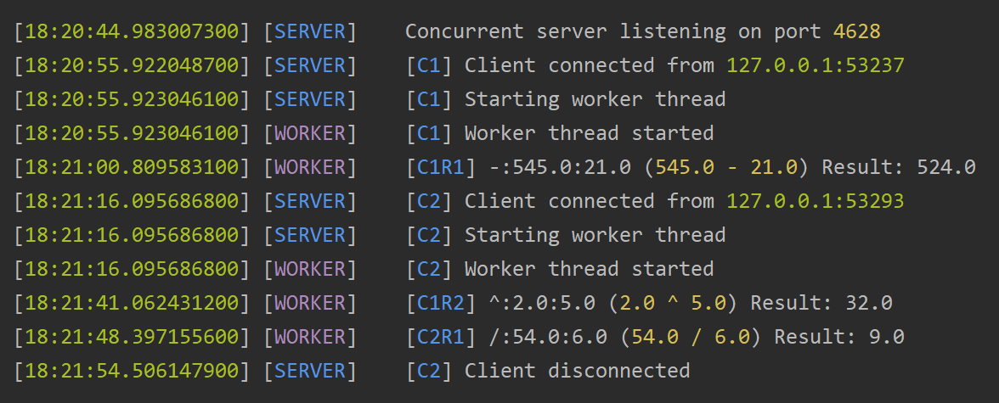 [18:20:44.983007300] [SERVER] Concurrent server listening on port 4628
[18:20:55.922048700] [SERVER] [C1] Client connected from 127.0.0.1:53237
[18:20:55.923046100] [SERVER] [C1] Starting worker thread
[18:20:55.923046100] [WORKER] [C1] Worker thread started
[18:21:00.809583100] [WORKER] [C1R1] -:545.0:21.0 (545.0 - 21.0) Result: 524.0
[18:21:16.095686800] [SERVER] [C2] Client connected from 127.0.0.1:53293
[18:21:16.095686800] [SERVER] [C2] Starting worker thread
[18:21:16.095686800] [WORKER] [C2] Worker thread started
[18:21:41.062431200] [WORKER] [C1R2] ^:2.0:5.0 (2.0 ^ 5.0) Result: 32.0
[18:21:48.397155600] [WORKER] [C2R1] /:54.0:6.0 (54.0 / 6.0) Result: 9.0
[18:21:54.506147900] [SERVER] [C2] Client disconnected